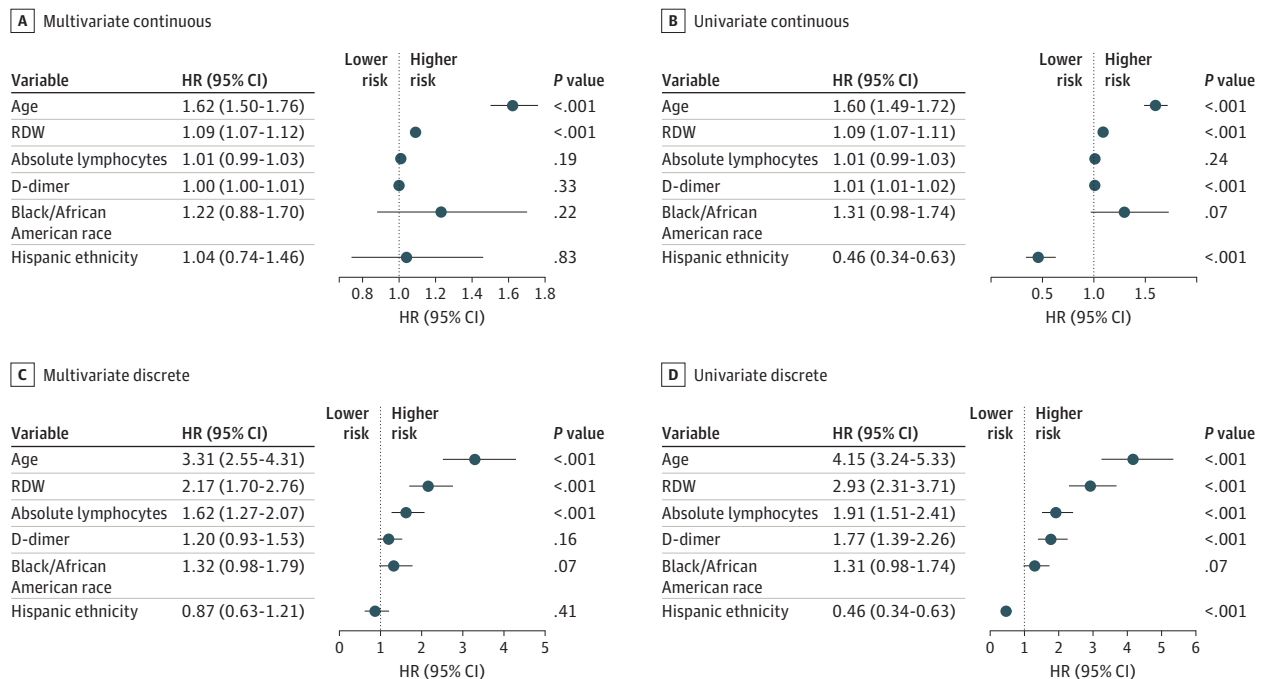 A Multivariate continuous
Lower risk
Higher risk
Variable HR (95% CI) P value
Age 1.62 (1.50-1.76) <.001
RDW 1.09 (1.07-1.12) <.001
Absolute lymphocytes 1.01 (0.99-1.03) .19
D-dimer 1.00 (1.00-1.01) .33
Black/African 1.22 (0.88-1.70) .22
American race
Hispanic ethnicity 1.04 (0.74-1.46) .83
0.8 1.0 1.2 1.4 1.6 1.8
HR (95% CI)
B Univariate continuous
Lower risk
Higher risk
Variable HR (95% CI) P value
Age 1.60 (1.49-1.72) <.001
RDW 1.09 (1.07-1.11) <.001
Absolute lymphocytes 1.01 (0.99-1.03) .24
D-dimer 1.01 (1.01-1.02) <.001
Black/African 1.31 (0.98-1.74) .07
American race
Hispanic ethnicity 0.46 (0.34-0.63) <.001
0.5 1.0 1.5
HR (95% CI)
C Multivariate discrete
Lower risk
Higher risk
Variable HR (95% CI) P value
Age 3.31 (2.55-4.31) <.001
RDW 2.17 (1.70-2.76) <.001
Absolute lymphocytes 1.62 (1.27-2.07) <.001
D-dimer 1.20 (0.93-1.53) .16
Black/African 1.32 (0.98-1.79) .07
American race
Hispanic ethnicity 0.87 (0.63-1.21) .41
0 1 2 3 4 5
HR (95% CI)
D Univariate discrete
Lower risk
Higher risk
Variable HR (95% CI) P value
Age 4.15 (3.24-5.33) <.001
RDW 2.93 (2.31-3.71) <.001
Absolute lymphocytes 1.91 (1.51-2.41) <.001
D-dimer 1.77 (1.39-2.26) <.001
Black/African 1.31 (0.98-1.74) .07
American race
Hispanic ethnicity 0.46 (0.34-0.63) <.001
0 1 2 3 4 5 6
HR (95% CI)